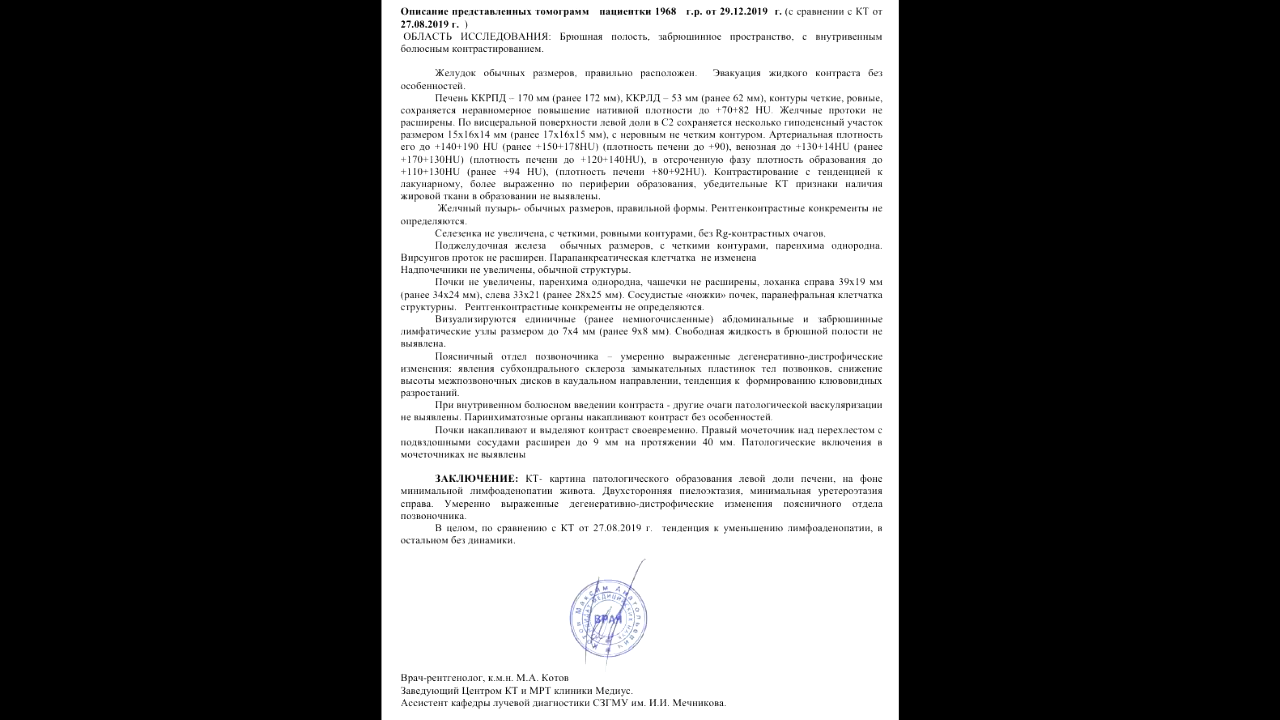 Описание представленных томограмм пациентки 1968 г.р. от 29.12.2019 г. (с сравнении с КТ от
27.08.2019 г. )
ОБЛАСТЬ ИССЛЕДОВАНИЯ: Брюшная полость, забрюшинное пространство, с внутривенным
болюсным контрастированием.
Желудок обычных размеров, правильно расположен. Эвакуация жидкого контраста без
особенностей.
Печень ККРПД – 170 мм (ранее 172 мм), ККРЛД – 53 мм (ранее 62 мм), контуры четкие, ровные,
сохраняется неравномерное повышение нативной плотности до +70+82 HU. Желчные протоки не
расширены. По висцеральной поверхности левой доли в С2 сохраняется несколько гиподенсный участок
размером 15х16х14 мм (ранее 17х16х15 мм), с неровным не четким контуром. Артериальная плотность
его до +140+190 HU (ранее +150+178HU) (плотность печени до +90), венозная до +130+14HU (ранее
+170+130HU) (плотность печени до +120+140HU), в отсроченную фазу плотность образования до
+110+130HU (ранее +94 HU), (плотность печени +80+92HU). Контрастирование с тенденцией к
лакунарному, более выражено по периферии образования, убедительные КТ признаки наличия
жировой ткани в образовании не выявлены.
Желчный пузырь- обычных размеров, правильной формы. Рентгенконтрастные конкременты не
определяются.
Селезенка не увеличена, с четкими, ровными контурами, без Rg-контрастных очагов.
Поджелудочная железа обычных размеров, с четкими контурами, паренхима однородна.
Вирсунгов проток не расширен. Парапанкреатическая клетчатка не изменена
Надпочечники не увеличены, обычной структуры.
Почки не увеличены, паренхима однородна, чашечки не расширены, лоханка справа 39х19 мм
(ранее 34х24 мм), слева 33х21 (ранее 28х25 мм). Сосудистые «ножки» почек, паранефральная клетчатка
структурны. Рентгенконтрастные конкременты не определяются.
Визуализируются единичные (ранее немногочисленные) абдоминальные и забрюшинные
лимфатические узлы размером до 7х4 мм (ранее 9х8 мм). Свободная жидкость в брюшной полости не
выявлена.
Поясничный отдел позвоночника – умеренно выраженные дегенеративно-дистрофические
изменения: явления субхондрального склероза замыкательных пластинок тел позвонков, снижение
высоты межпозвоночных дисков в каудальном направлении, тенденция к формированию клювовидных
разростаний.
При внутривенном болюсном введении контраста - другие очаги патологической васкуляризации
не выявлены. Паринхиматозные органы накапливают контраст без особенностей.
Почки накапливают и выделяют контраст своевременно. Правый мочеточник над перехлестом с
подвздошными сосудами расширен до 9 мм на протяжении 40 мм. Патологические включения в
мочеточниках не выявлены
ЗАКЛЮЧЕНИЕ: КТ- картина патологического образования левой доли печени, на фоне
минимальной лимфоаденопатии живота. Двухсторонняя пиелоэктазия, минимальная уретероэтазия
справа. Умеренно выраженные дегенеративно-дистрофические изменения поясничного отдела
позвоночника.
В целом, по сравнению с КТ от 27.08.2019 г. тенденция к уменьшению лимфоаденопатии, в
остальном без динамики.
Котов Максим Анатольевич
ВРАЧ
Врач-рентгенолог, к.м.н. М.А. Котов
Заведующий Центром КТ и МРТ клиники Медиус.
Ассистент кафедры лучевой диагностики СЗГМУ им. И.И. Мечникова.